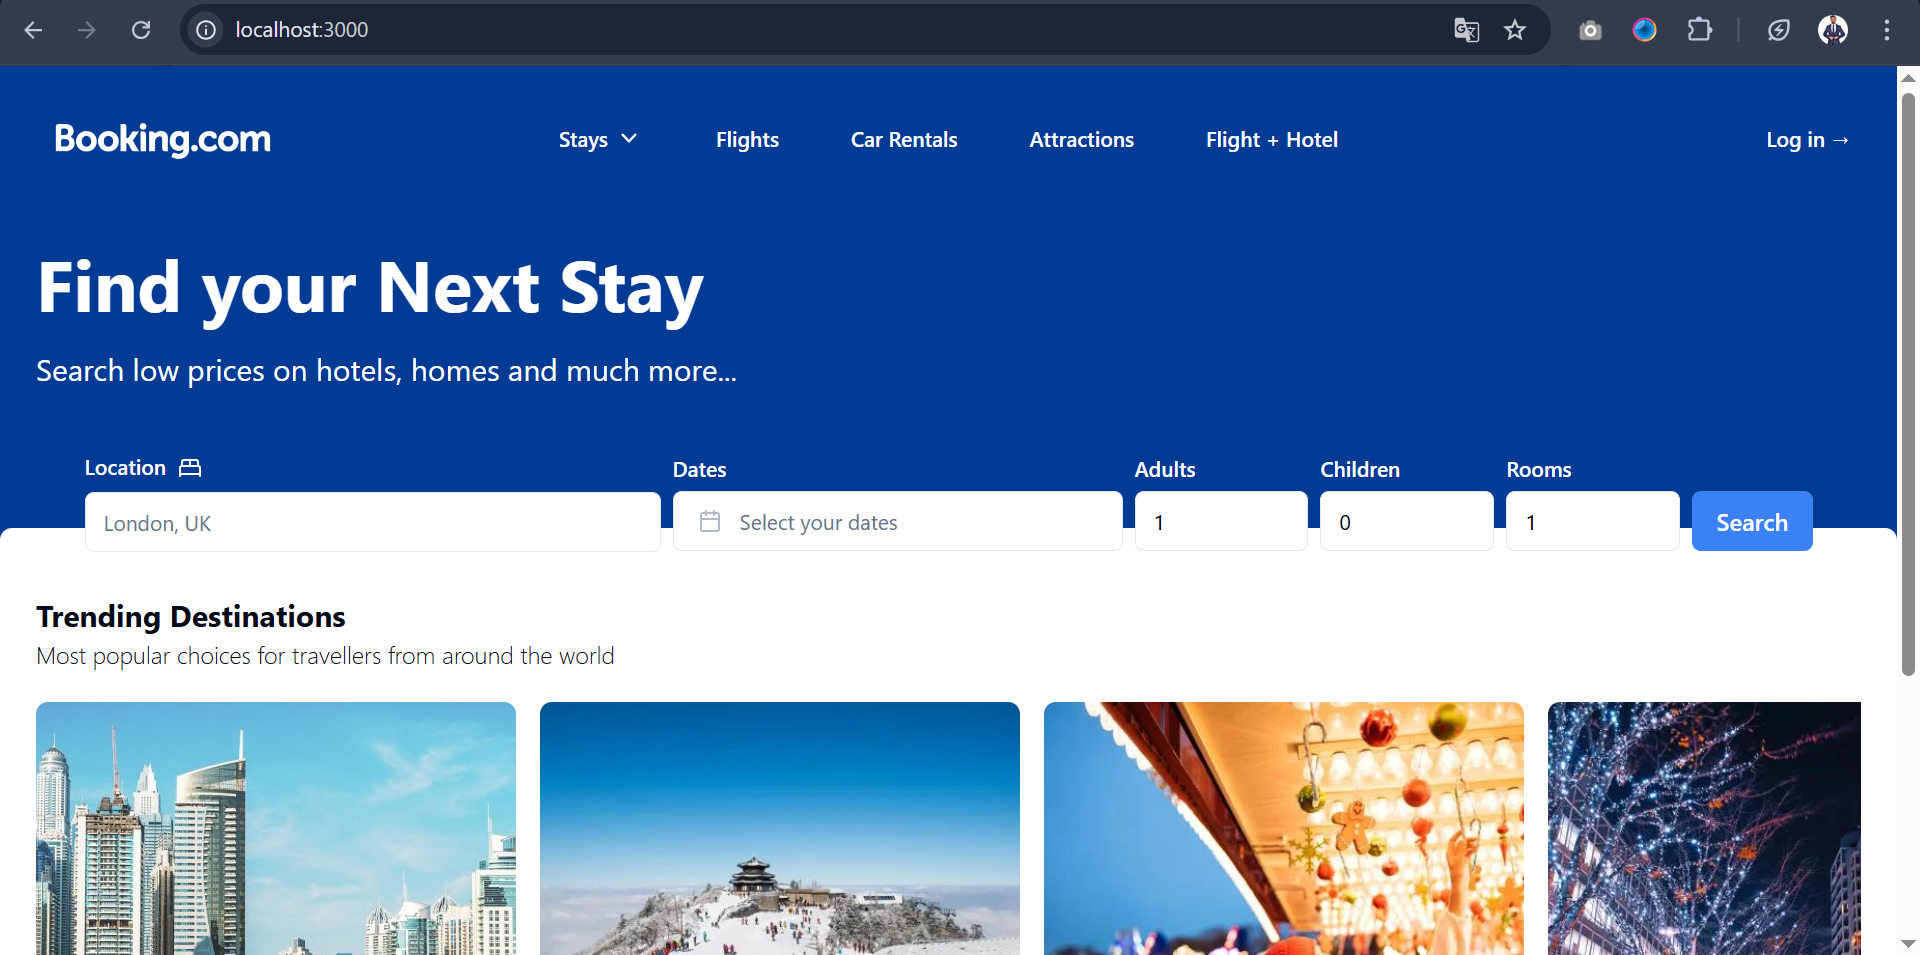 localhost:3000
Booking.com
Stays
Flights
Car Rentals
Attractions
Flight + Hotel
Log in →
Find your Next Stay
Search low prices on hotels, homes and much more...
Location
Dates
Adults
Children
Rooms
London, UK
Select your dates
1
0
1
Search
Trending Destinations
Most popular choices for travellers from around the world